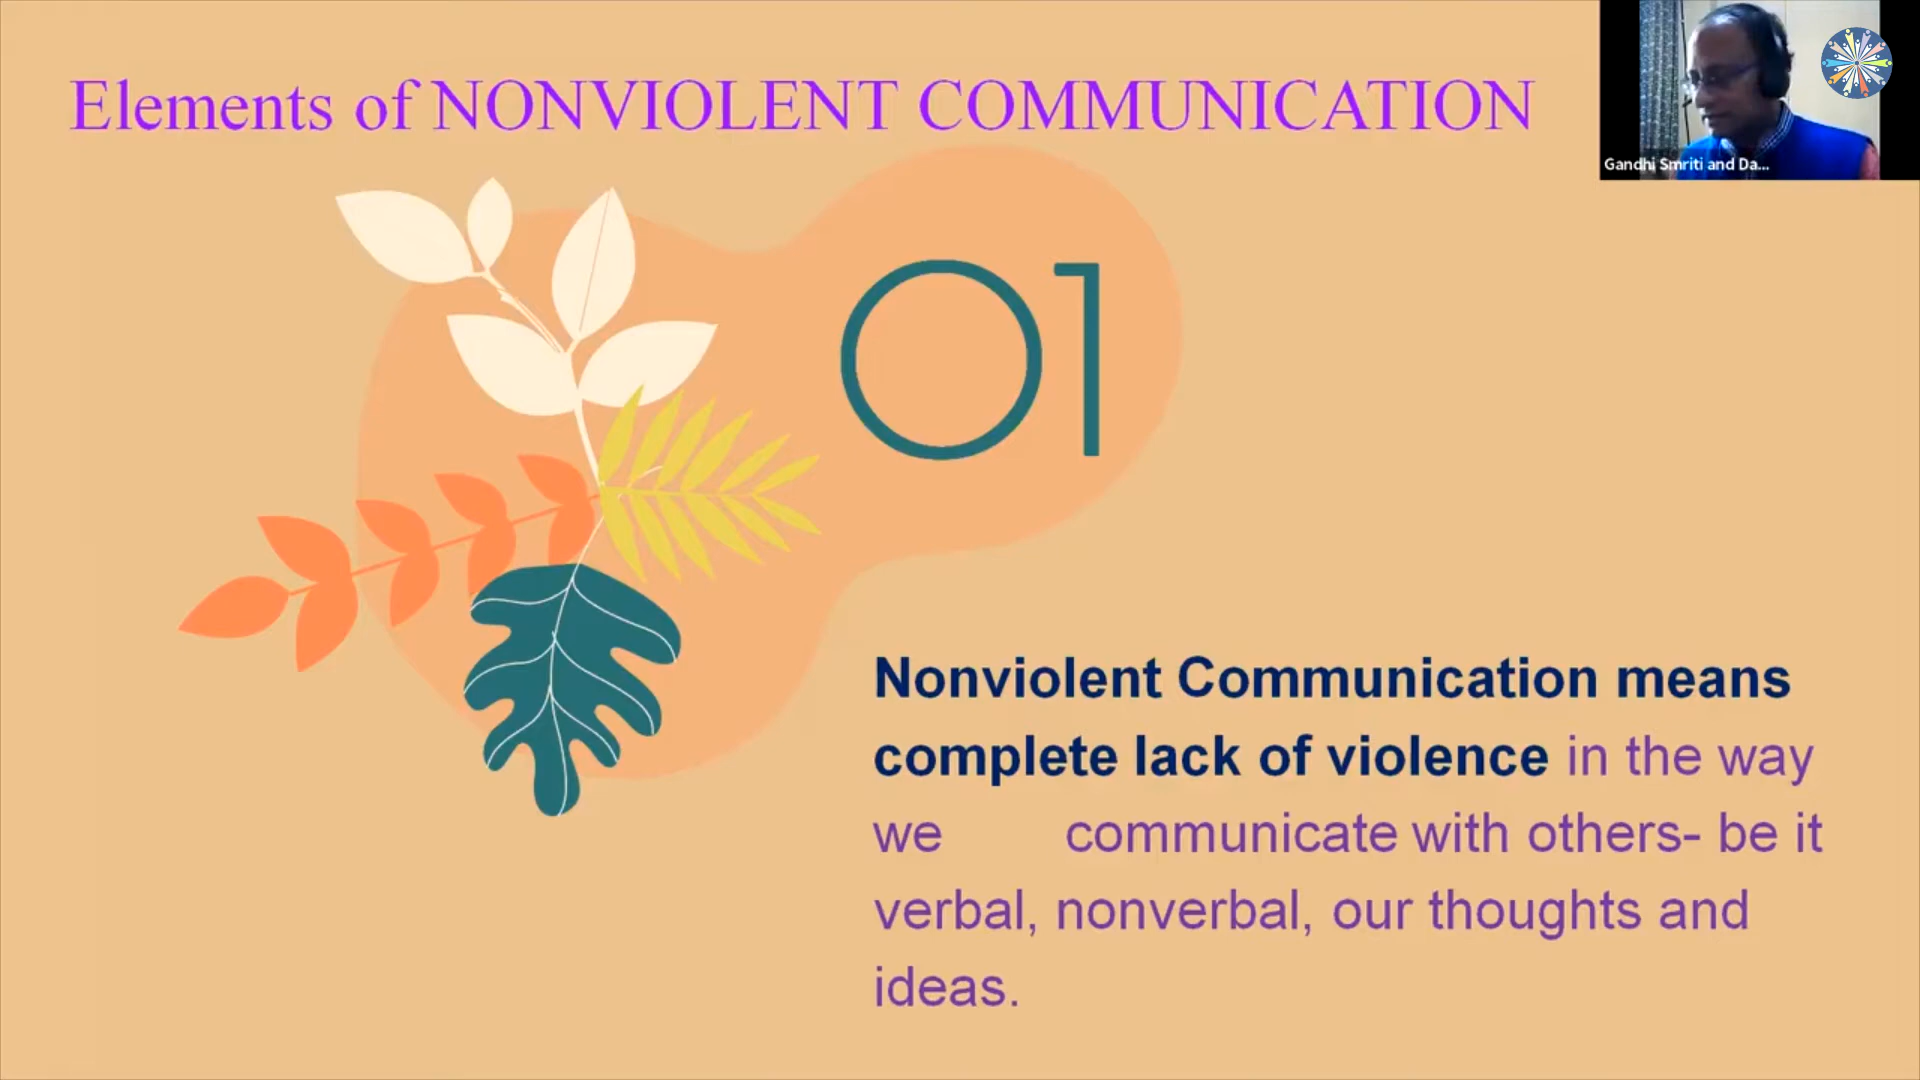 Elements of NONVIOLENT COMMUNICATION
Gandhi Smriti and Da...
01
Nonviolent Communication means
complete lack of violence in the way
we communicate with others- be it
verbal, nonverbal, our thoughts and
ideas.